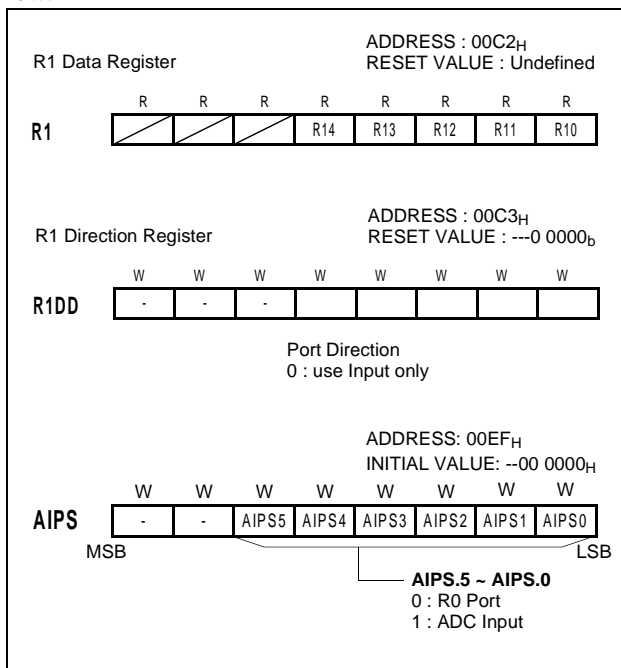 R1 Data Register
ADDRESS : 00C2H
RESET VALUE : Undefined
R R R R R R R R
R1 R14 R13 R12 R11 R10
R1 Direction Register
ADDRESS : 00C3H
RESET VALUE : ---0 0000b
W W W W W W W W
R1DD - - -
Port Direction
0 : use Input only
ADDRESS: 00EFH
INITIAL VALUE: --00 0000H
W W W W W W W W
AIPS - - AIPS5 AIPS4 AIPS3 AIPS2 AIPS1 AIPS0
MSB LSB
AIPS.5 ~ AIPS.0
0 : R0 Port
1 : ADC Input